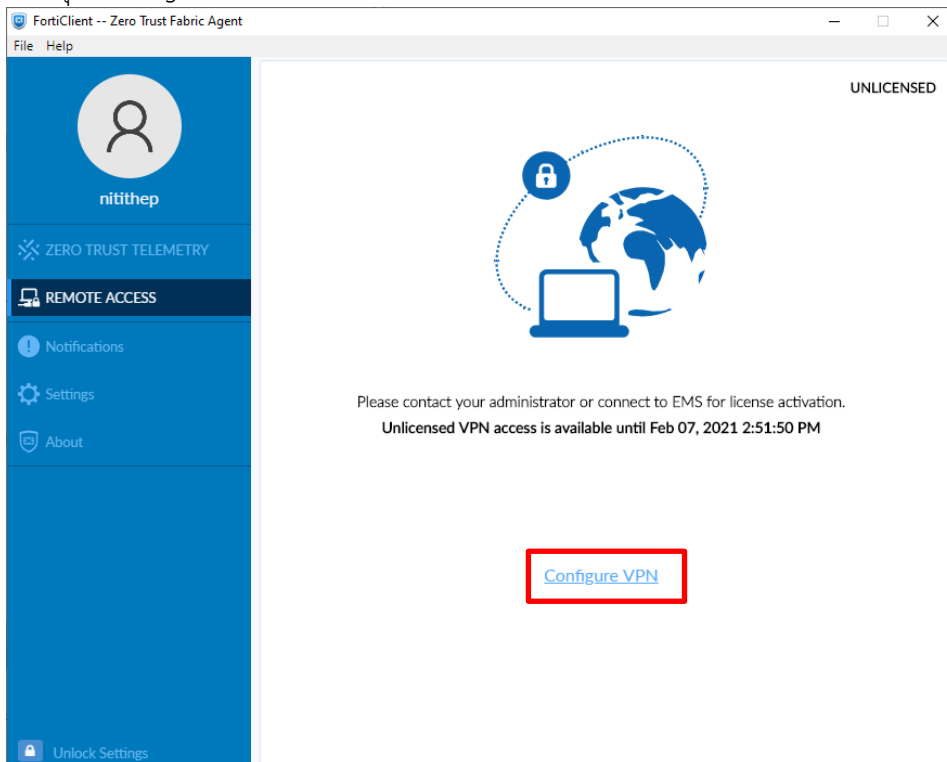 FortiClient -- Zero Trust Fabric Agent
File Help
UNLICENSED
nitithep
ZERO TRUST TELEMETRY
REMOTE ACCESS
Notifications
Settings
Please contact your administrator or connect to EMS for license activation.
Unlicensed VPN access is available until Feb 07, 2021 2:51:50 PM
About
Configure VPN
Unlock Settings